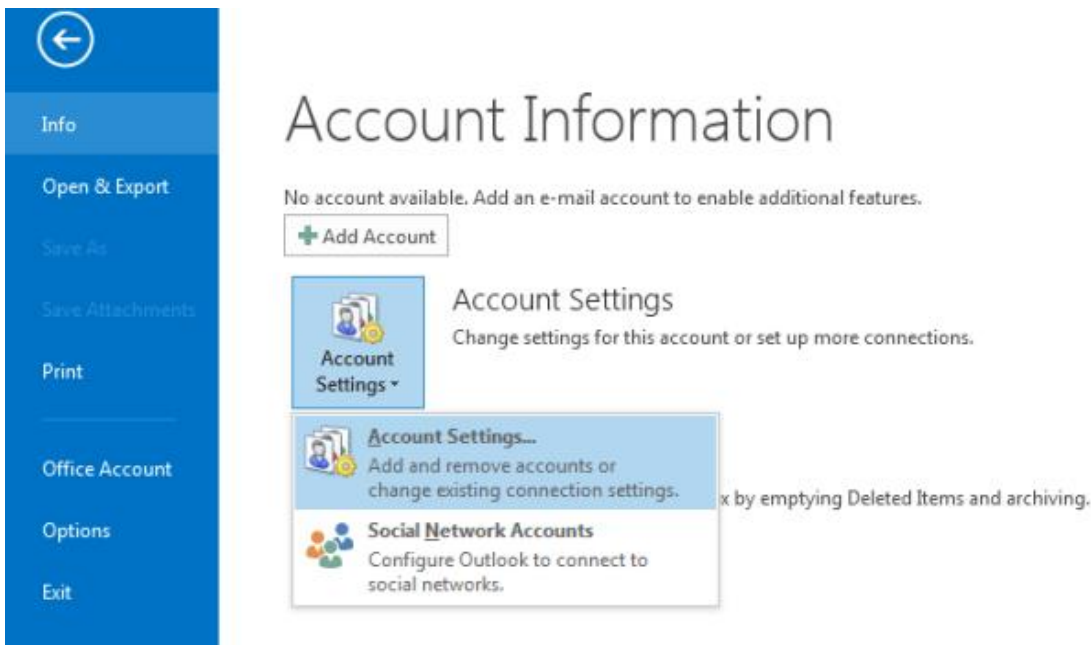 Info
Open & Export
Save As
Save Attachments
Print
Office Account
Options
Exit
Account Information
No account available. Add an e-mail account to enable additional features.
Add Account
Account
Settings
Account Settings
Change settings for this account or set up more connections.
Account Settings...
Add and remove accounts or
change existing connection settings.
x by emptying Deleted Items and archiving.
Social Network Accounts
Configure Outlook to connect to
social networks.